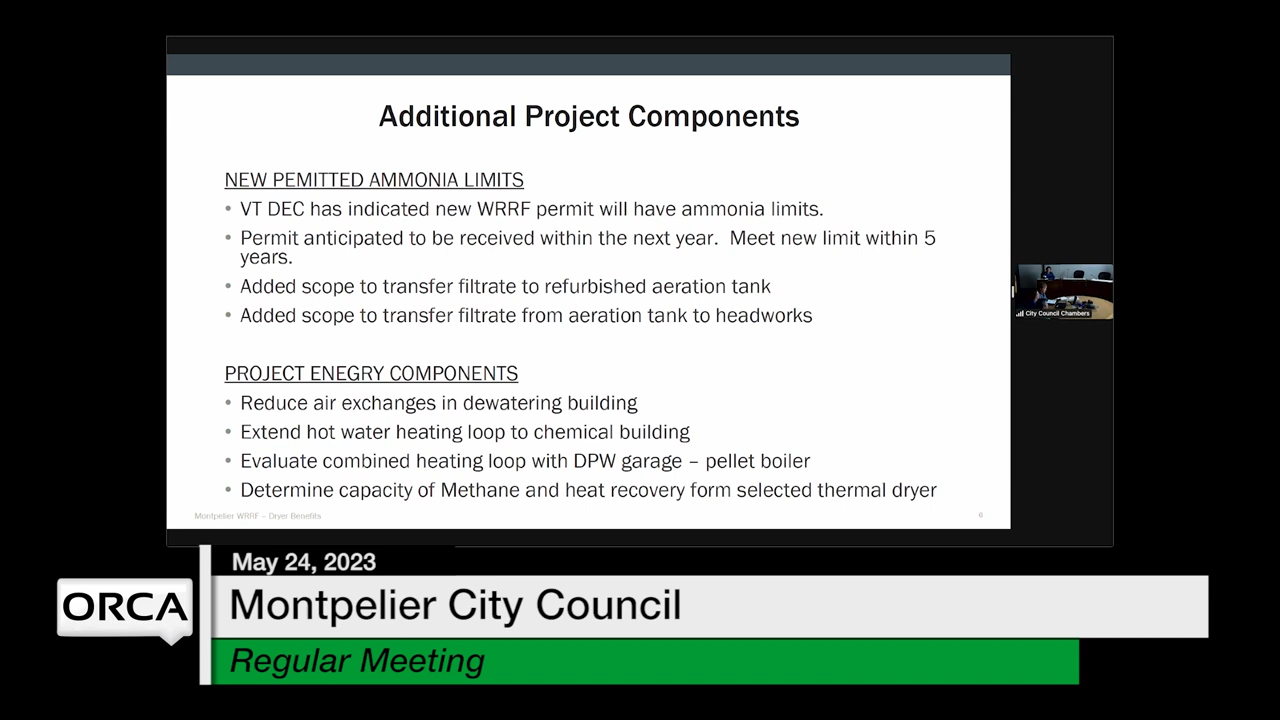 Additional Project Components
NEW PEMITTED AMMONIA LIMITS
• VT DEC has indicated new WRRF permit will have ammonia limits.
• Permit anticipated to be received within the next year. Meet new limit within 5
years.
• Added scope to transfer filtrate to refurbished aeration tank
• Added scope to transfer filtrate from aeration tank to headworks
PROJECT ENEGRY COMPONENTS
• Reduce air exchanges in dewatering building
• Extend hot water heating loop to chemical building
• Evaluate combined heating loop with DPW garage – pellet boiler
• Determine capacity of Methane and heat recovery form selected thermal dryer
Montpelier WRRF – Dryer Benefits
6
City Council Chambers
May 24, 2023
ORCA
Montpelier City Council
Regular Meeting